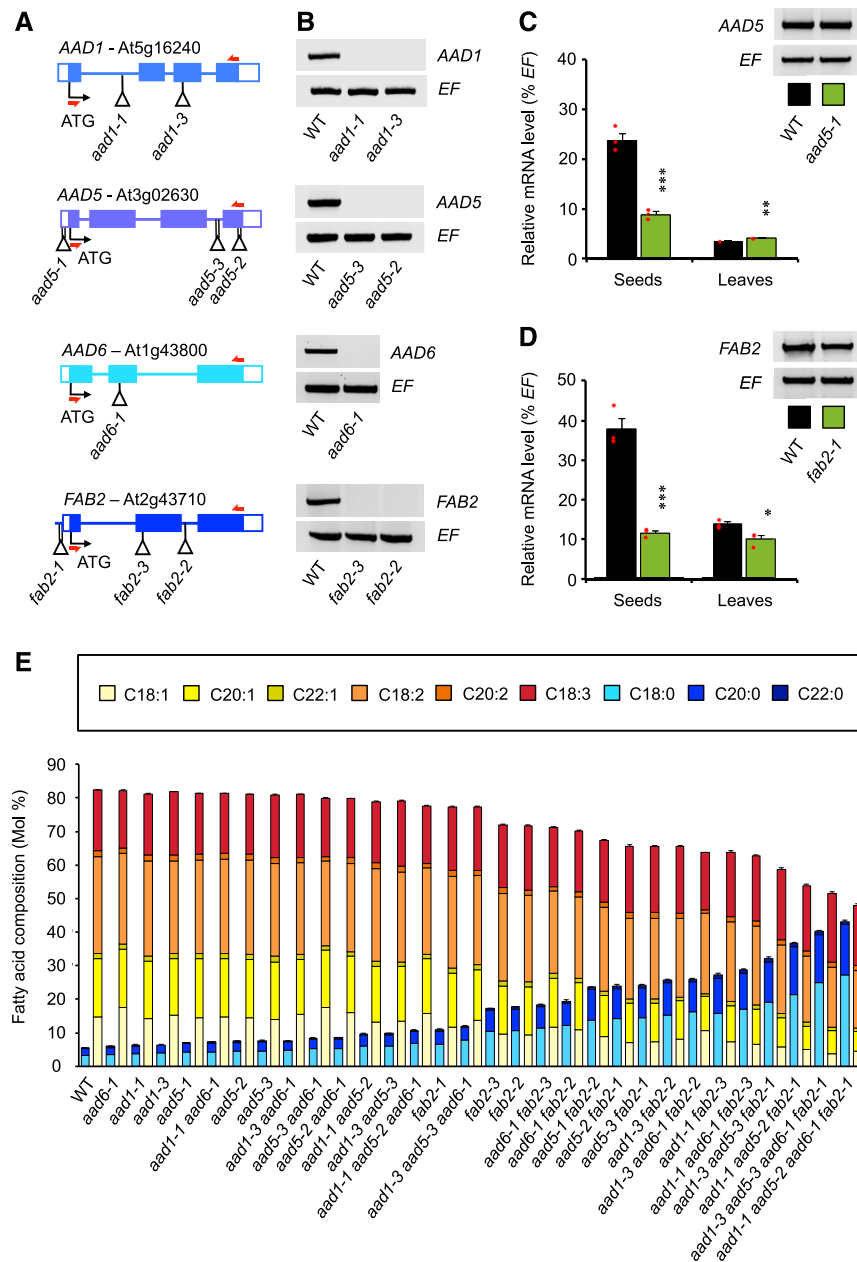 A
AAD1 - At5g16240
ATG
aad1-1
aad1-3
AAD5 - At3g02630
aad5-1
ATG
aad5-3
aad5-2
AAD6 – At1g43800
ATG
aad6-1
FAB2 – At2g43710
fab2-1
ATG
fab2-3
fab2-2
B
AAD1
EF
WT
aad1-1
aad1-3
AAD5
EF
WT
aad5-3
aad5-2
AAD6
EF
WT
aad6-1
FAB2
EF
WT
fab2-3
fab2-2
C
AAD5
EF
WT
aad5-1
Relative mRNA level (% EF)
40
30
20
10
0
***
**
Seeds Leaves
D
FAB2
EF
WT
fab2-1
Relative mRNA level (% EF)
50
40
30
20
10
0
***
*
Seeds Leaves
E
C18:1 C20:1 C22:1 C18:2 C20:2 C18:3 C18:0 C20:0 C22:0
Fatty acid composition (Mol %)
90
80
70
60
50
40
30
20
10
0
WT
aad6-1
aad1-1
aad1-3
aad5-1
aad1-1 aad6-1
aad5-2
aad5-3
aad1-3 aad6-1
aad5-3 aad6-1
aad5-2 aad6-1
aad1-1 aad5-2
aad1-3 aad5-3
aad1-1 aad5-2 aad6-1
fab2-1
aad1-3 aad5-3 aad6-1
fab2-3
fab2-2
aad6-1 fab2-3
aad6-1 fab2-2
aad5-1 fab2-2
aad5-2 fab2-1
aad5-3 fab2-1
aad1-3 fab2-2
aad1-3 aad6-1 fab2-2
aad1-1 fab2-3
aad1-1 aad6-1 fab2-3
aad1-3 aad5-3 fab2-1
aad1-1 aad5-2 fab2-1
aad1-3 aad5-3 aad6-1 fab2-1
aad1-1 aad5-2 aad6-1 fab2-1